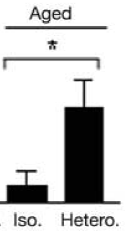 Aged
*
Iso. Hetero.